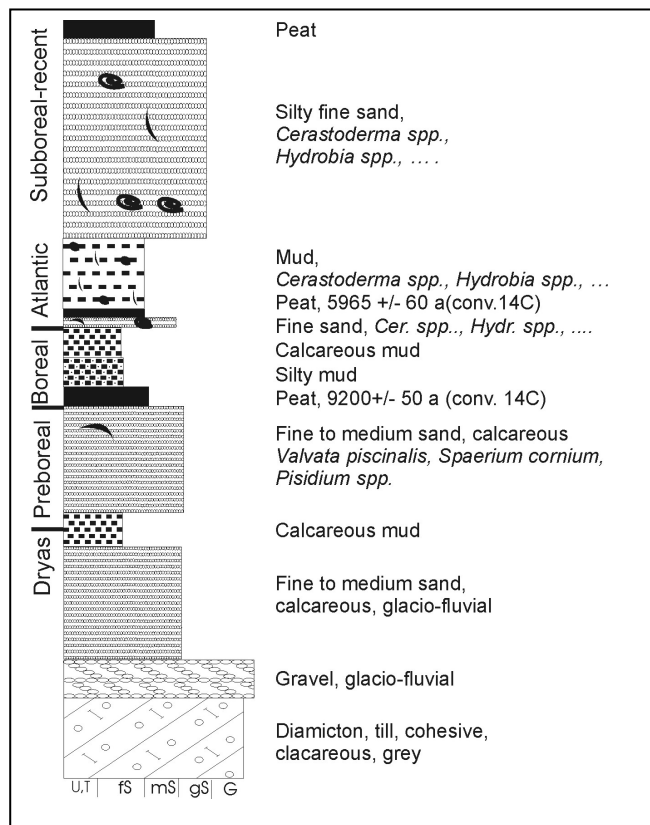 Peat
Subboreal-recent
Silty fine sand,
Cerastoderma spp.,
Hydrobia spp., ... .
Atlantic
Mud,
Cerastoderma spp., Hydrobia spp., ...
Peat, 5965 +/- 60 a(conv.14C)
Fine sand, Cer. spp.., Hydr. spp., ....
Boreal
Calcareous mud
Silty mud
Peat, 9200+/- 50 a (conv. 14C)
Preboreal
Fine to medium sand, calcareous
Valvata piscinalis, Spaerium cornium,
Pisidium spp.
Dryas
Calcareous mud
Fine to medium sand,
calcareous, glacio-fluvial
Gravel, glacio-fluvial
Diamicton, till, cohesive,
clacareous, grey
U,T | fS | mS | gS | G